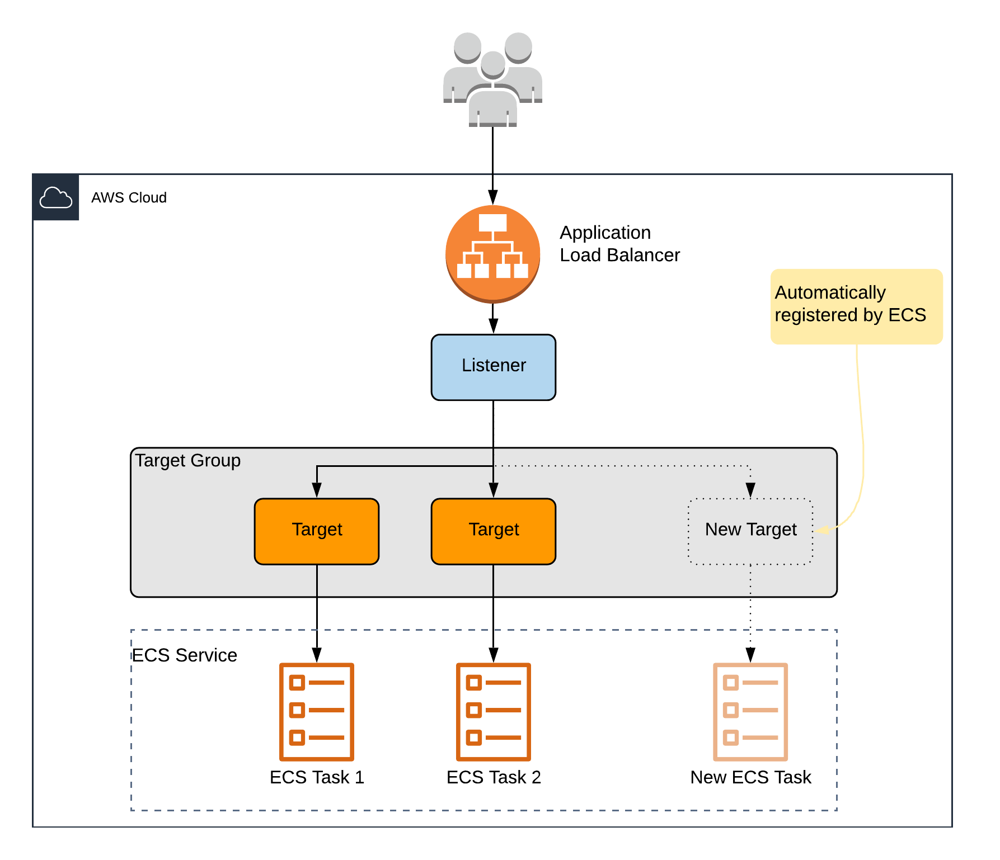 AWS Cloud
Application
Load Balancer
Automatically
registered by ECS
Listener
Target Group
Target
Target
New Target
ECS Service
ECS Task 1
ECS Task 2
New ECS Task